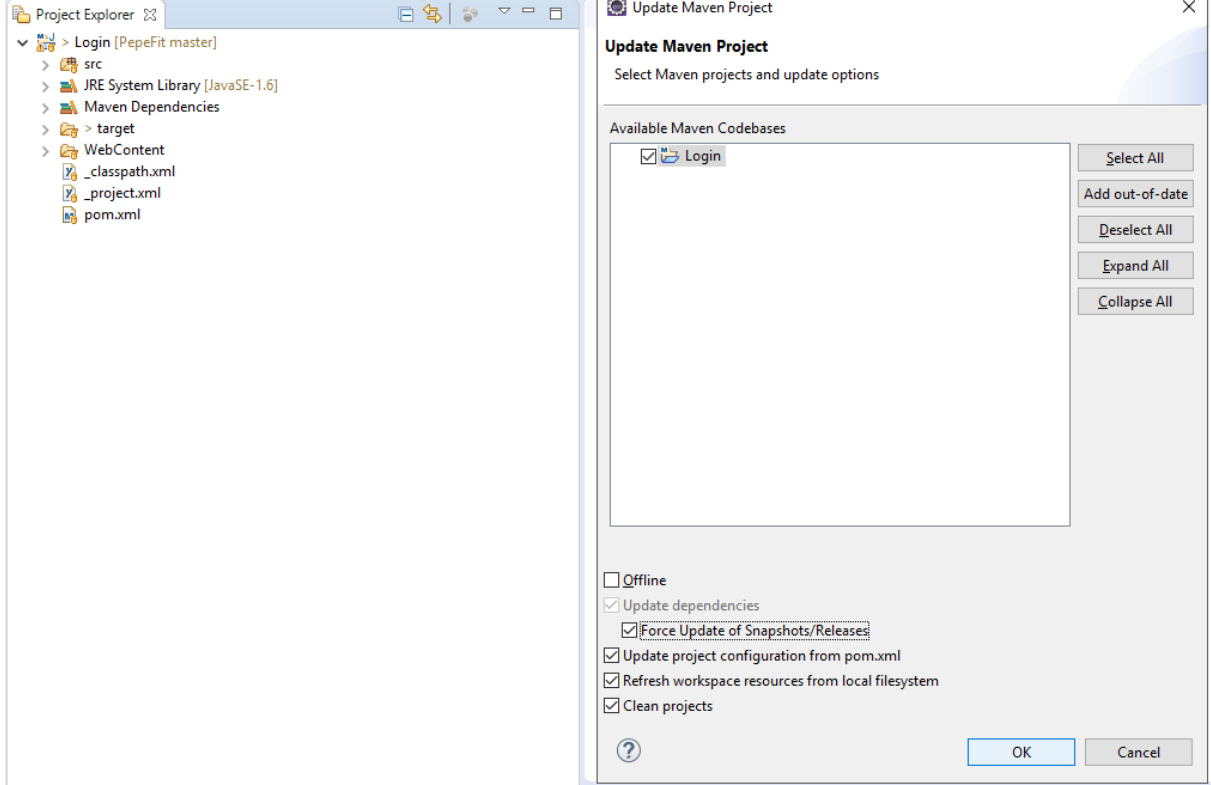 Project Explorer
> Login [PepeFit master]
src
JRE System Library [JavaSE-1.6]
Maven Dependencies
> target
WebContent
_classpath.xml
_project.xml
pom.xml
Update Maven Project
Update Maven Project
Select Maven projects and update options
Available Maven Codebases
Login
Select All
Add out-of-date
Deselect All
Expand All
Collapse All
Offline
Update dependencies
Force Update of Snapshots/Releases
Update project configuration from pom.xml
Refresh workspace resources from local filesystem
Clean projects
?
OK
Cancel